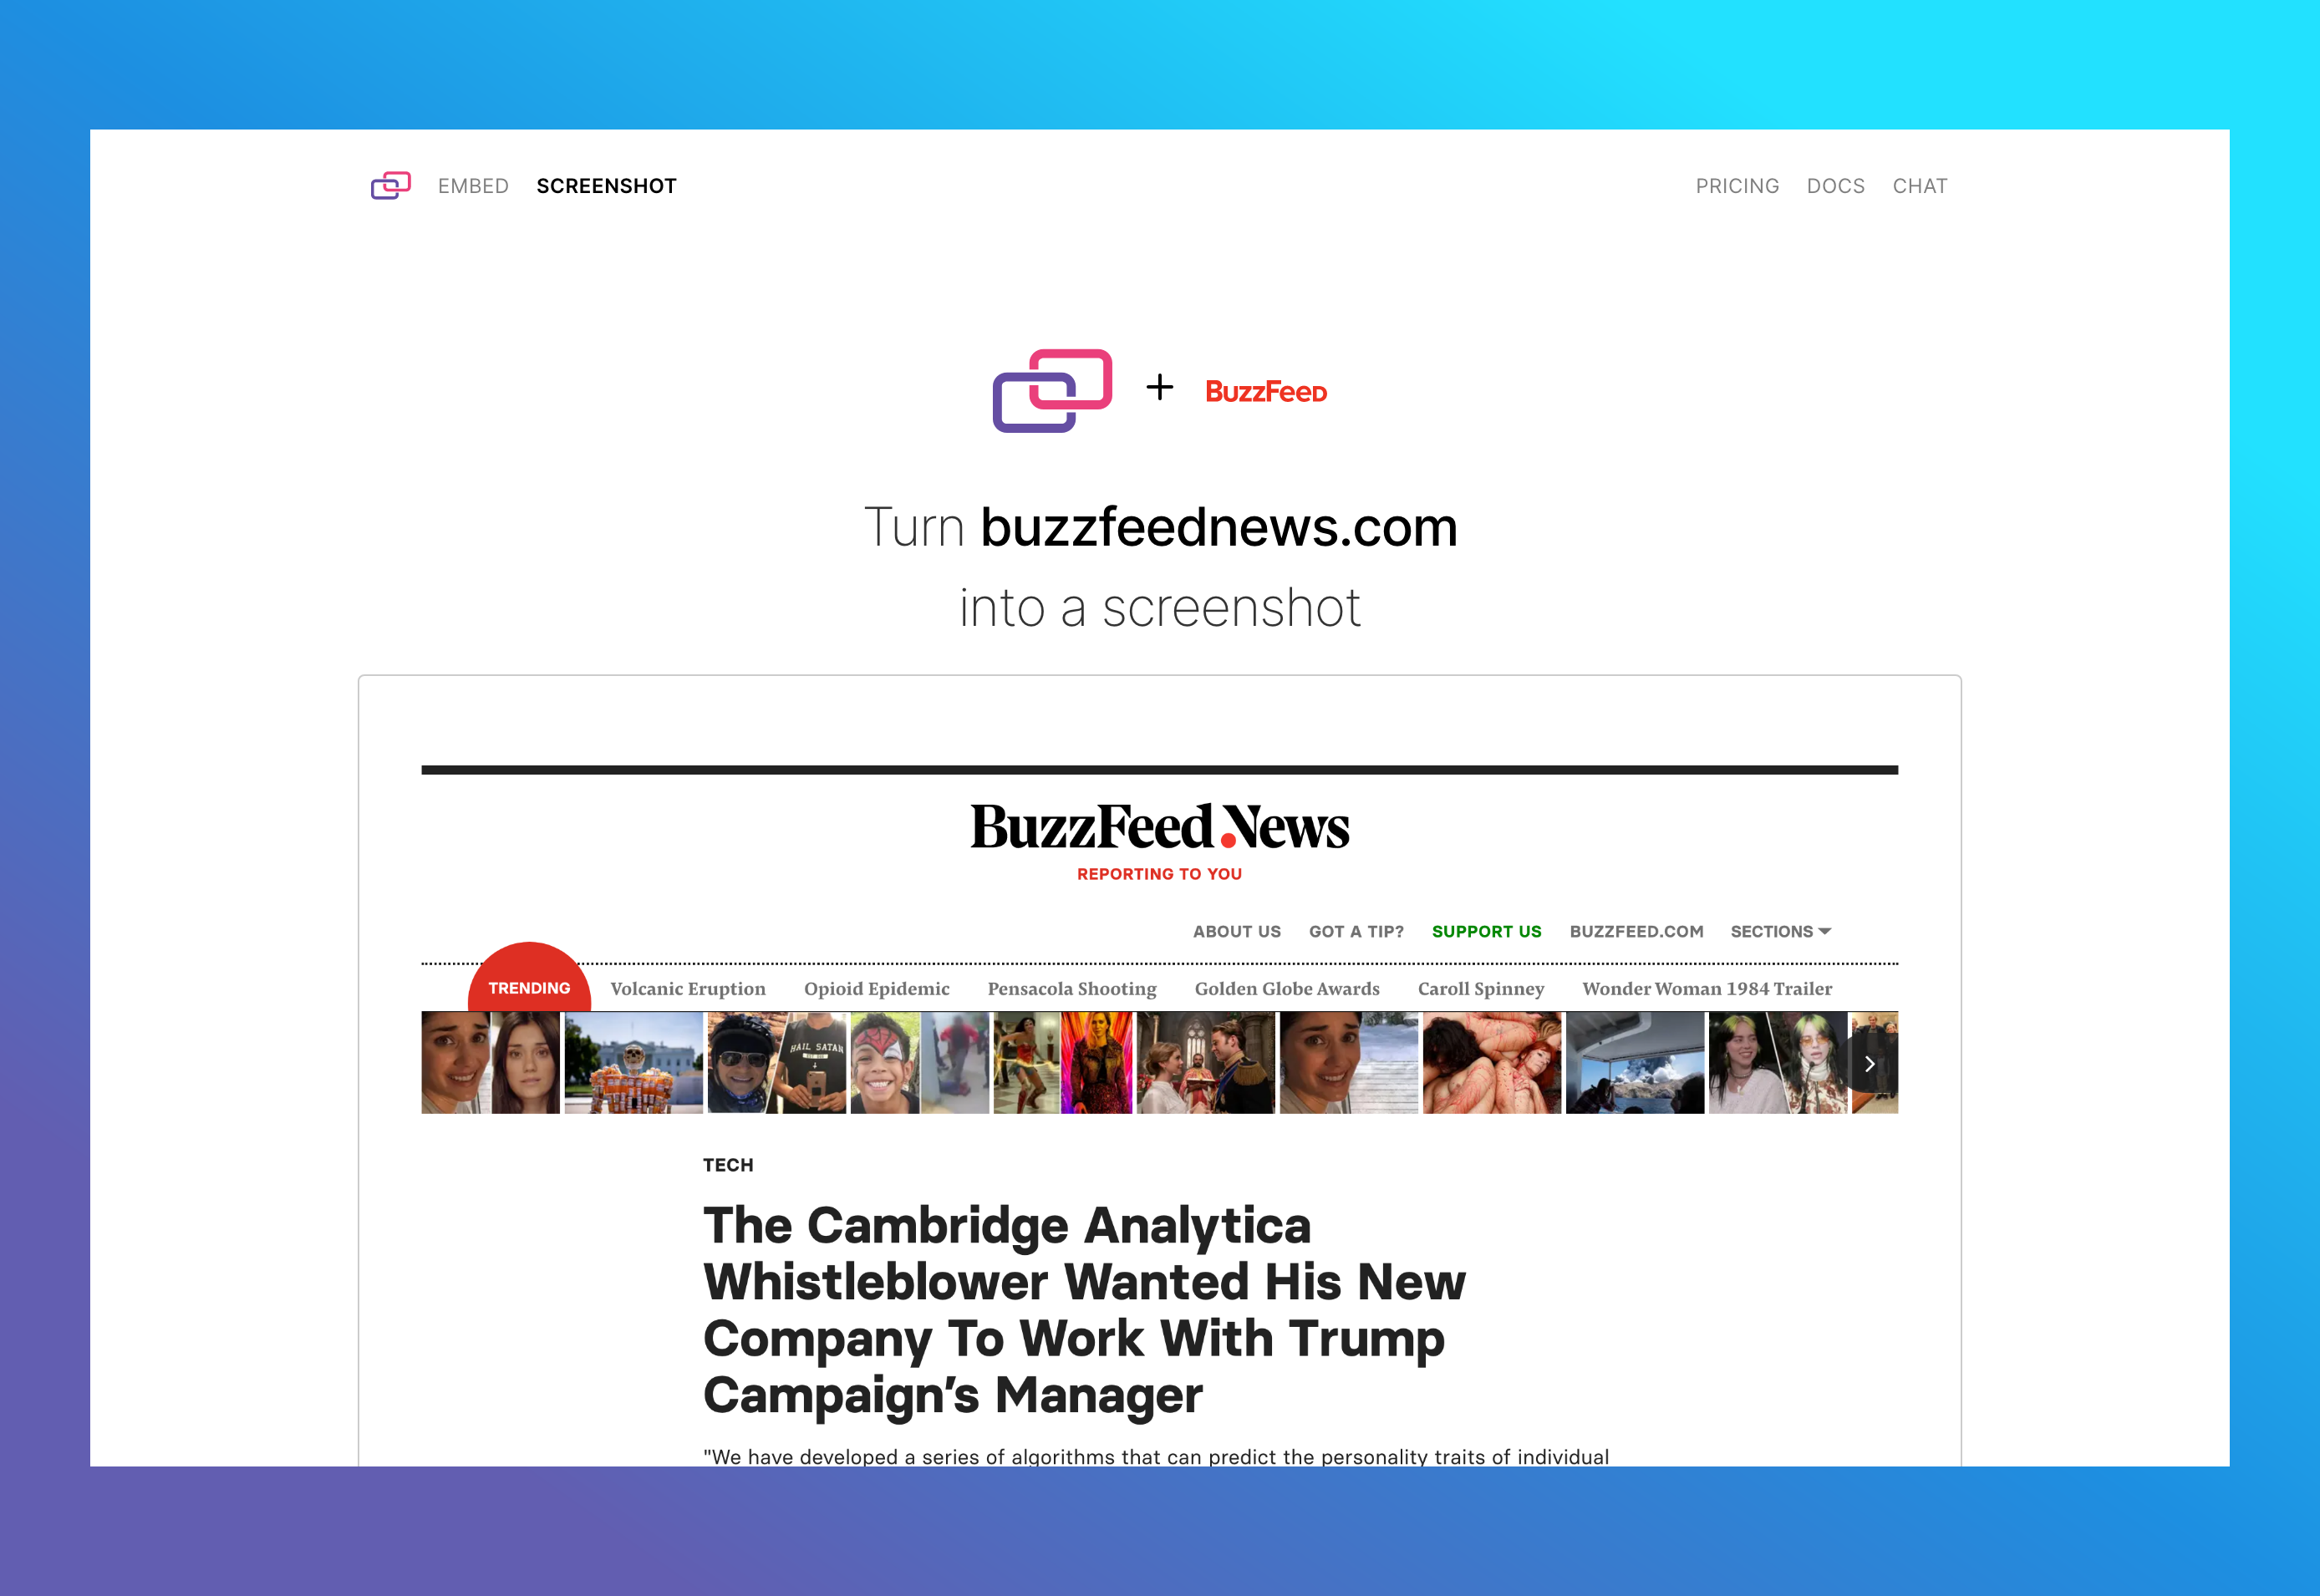 EMBED SCREENSHOT PRICING DOCS CHAT
+ BuzzFeed
Turn buzzfeednews.com
into a screenshot
BuzzFeed News
REPORTING TO YOU
ABOUT US GOT A TIP? SUPPORT US BUZZFEED.COM SECTIONS
TRENDING Volcanic Eruption Opioid Epidemic Pensacola Shooting Golden Globe Awards Caroll Spinney Wonder Woman 1984 Trailer
HAIL SATAN
TECH
The Cambridge Analytica
Whistleblower Wanted His New
Company To Work With Trump
Campaign’s Manager
"We have developed a series of algorithms that can predict the personality traits of individual